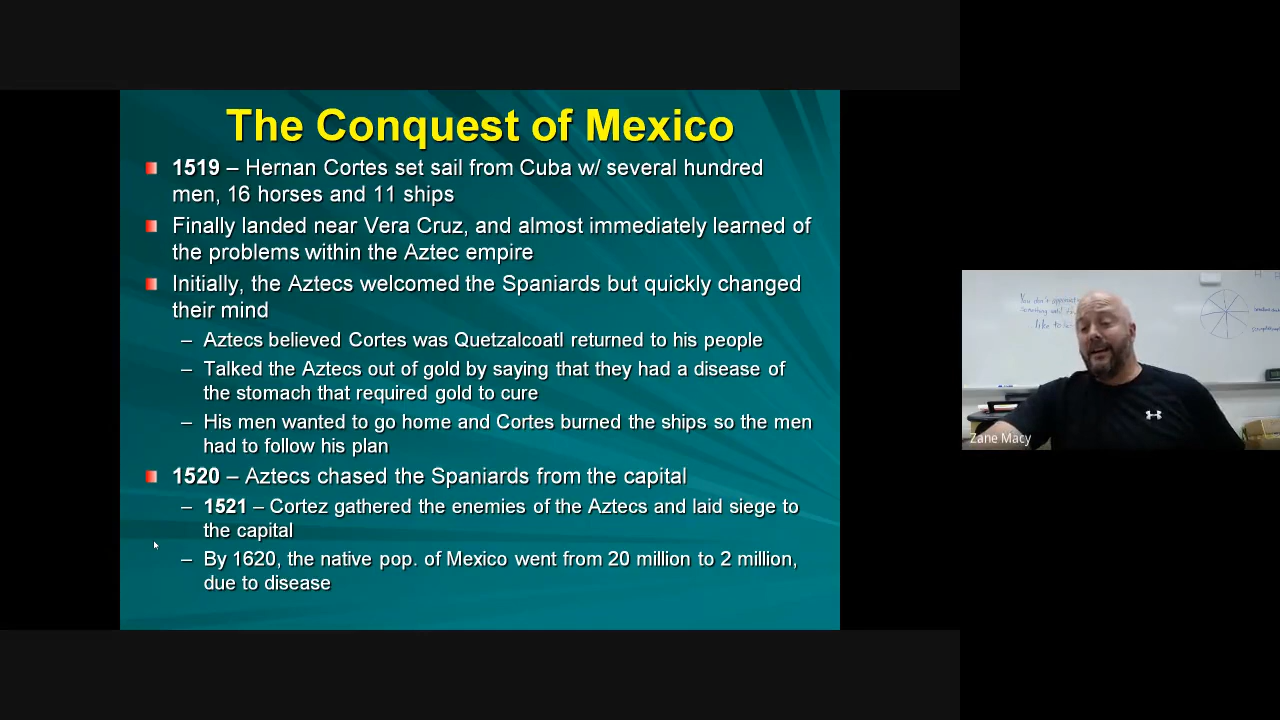 The Conquest of Mexico
1519 – Hernan Cortes set sail from Cuba w/ several hundred
men, 16 horses and 11 ships
Finally landed near Vera Cruz, and almost immediately learned of
the problems within the Aztec empire
Initially, the Aztecs welcomed the Spaniards but quickly changed
their mind
– Aztecs believed Cortes was Quetzalcoatl returned to his people
– Talked the Aztecs out of gold by saying that they had a disease of
the stomach that required gold to cure
– His men wanted to go home and Cortes burned the ships so the men
had to follow his plan
1520 – Aztecs chased the Spaniards from the capital
– 1521 – Cortez gathered the enemies of the Aztecs and laid siege to
the capital
– By 1620, the native pop. of Mexico went from 20 million to 2 million,
due to disease
You don't
something until
Zane Macy